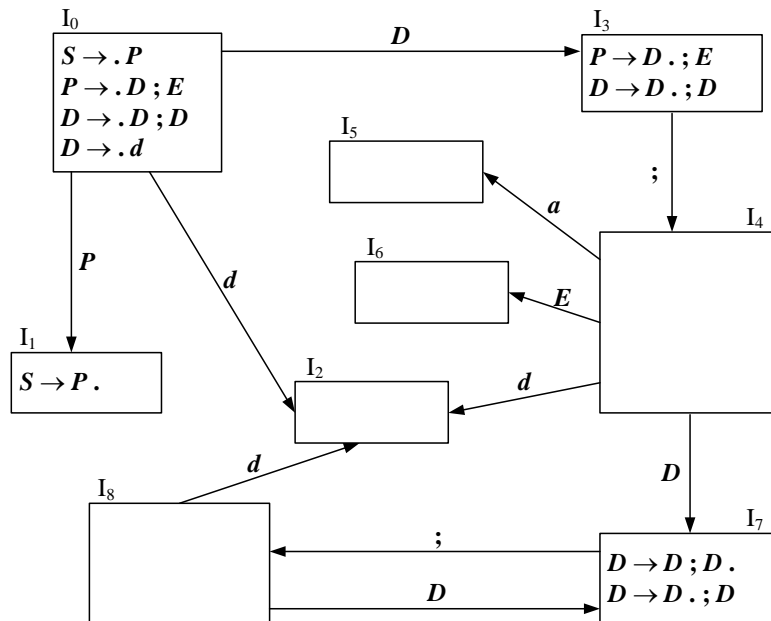 I₀
S → . P
P → . D ; E
D → . D ; D
D → . d
D
I₃
P → D . ; E
D → D . ; D
I₅
;
a
I₄
I₆
P
d
E
I₁
S → P .
I₂
d
d
D
I₈
I₇
;
D → D ; D .
D → D . ; D
D